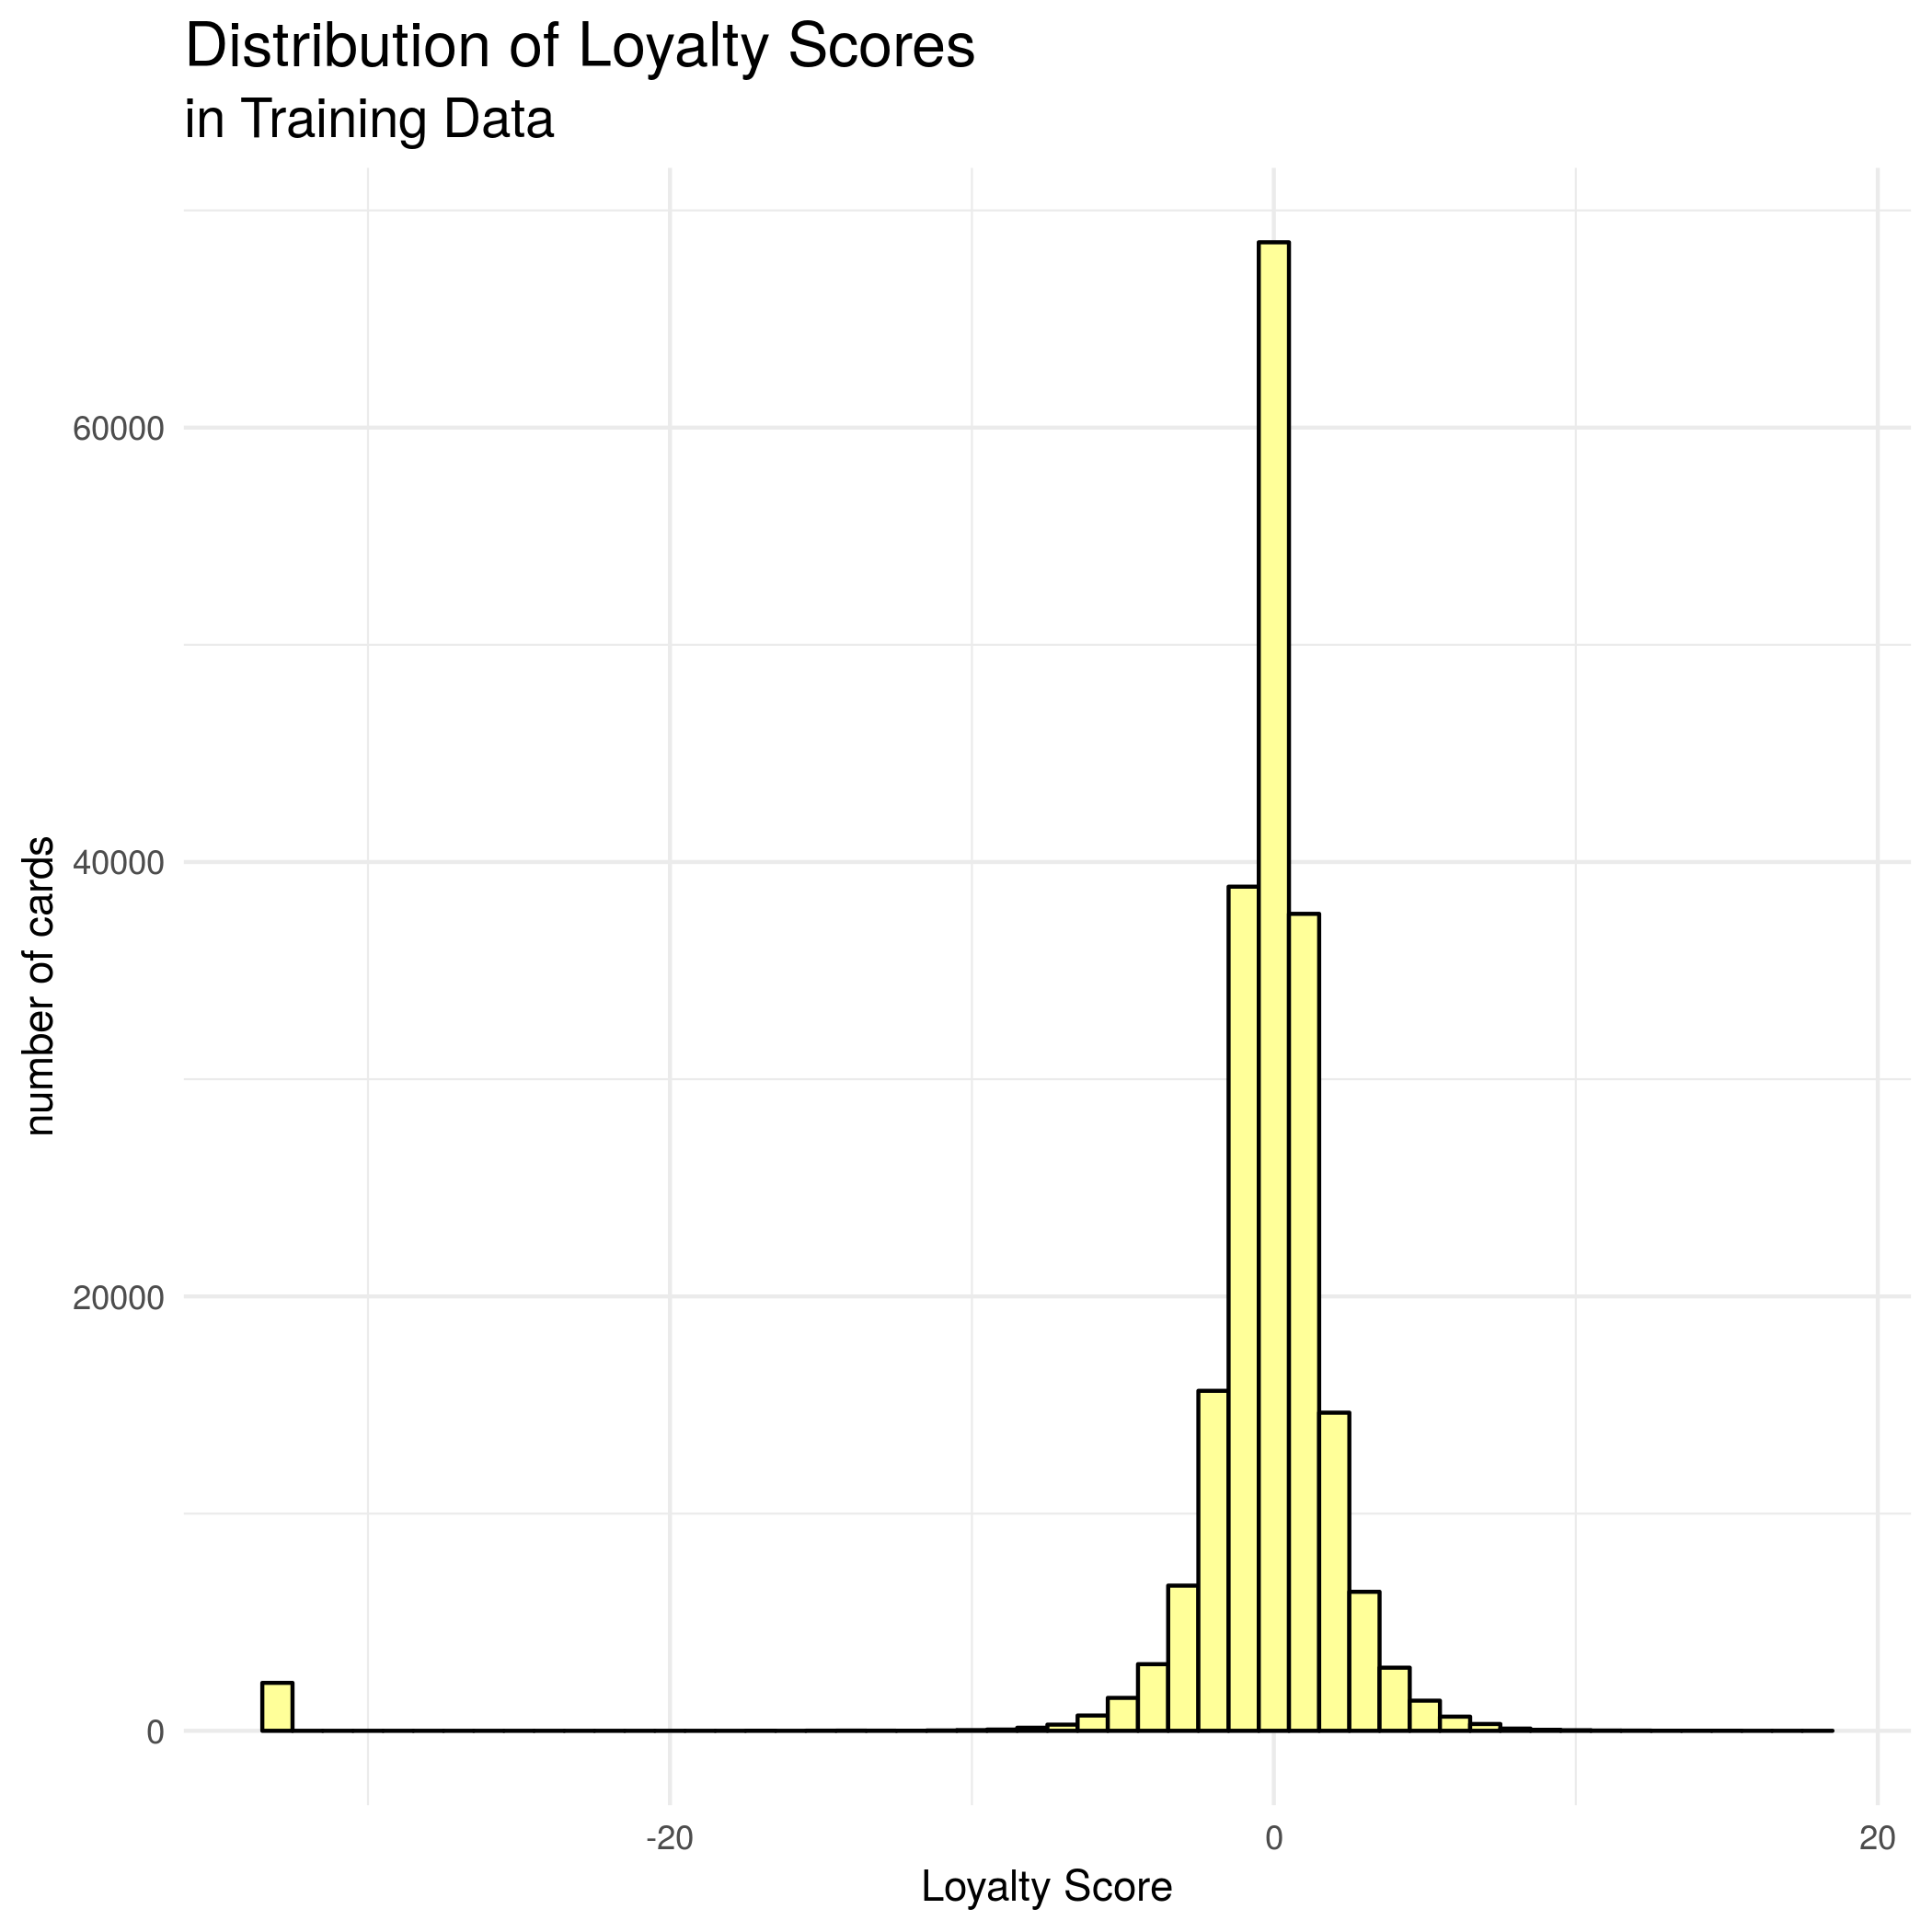 Distribution of Loyalty Scores
in Training Data
number of cards
60000
40000
20000
0
-20
0
20
Loyalty Score